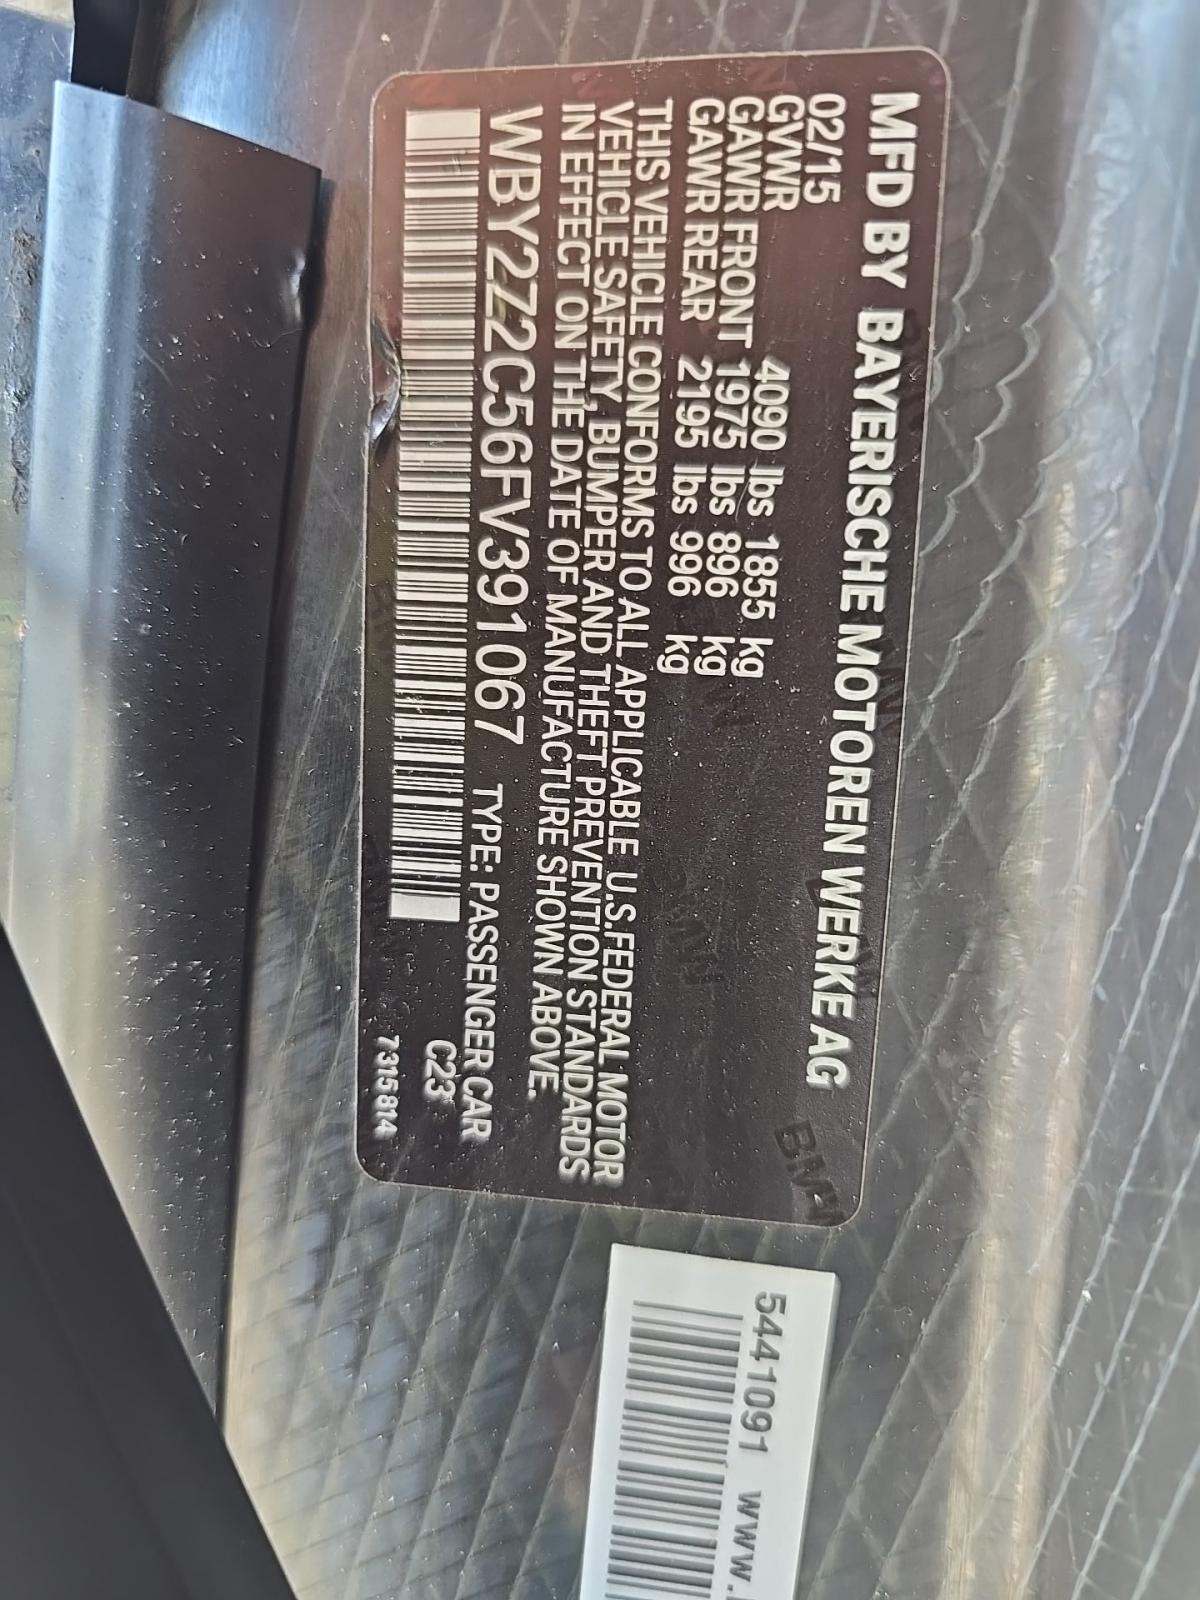 MFD BY BAYERISCHE MOTOREN WERKE AG
02/15
GVWR 4090 lbs 1855 kg
GAWR FRONT 1975 lbs 896 kg
GAWR REAR 2195 lbs 996 kg
THIS VEHICLE CONFORMS TO ALL APPLICABLE U.S.FEDERAL MOTOR
VEHICLE SAFETY, BUMPER AND THEFT PREVENTION STANDARDS
IN EFFECT ON THE DATE OF MANUFACTURE SHOWN ABOVE.
WBY2Z2C56FV391067 TYPE: PASSENGER CAR
C23
7315814
BMW
5441091 www.